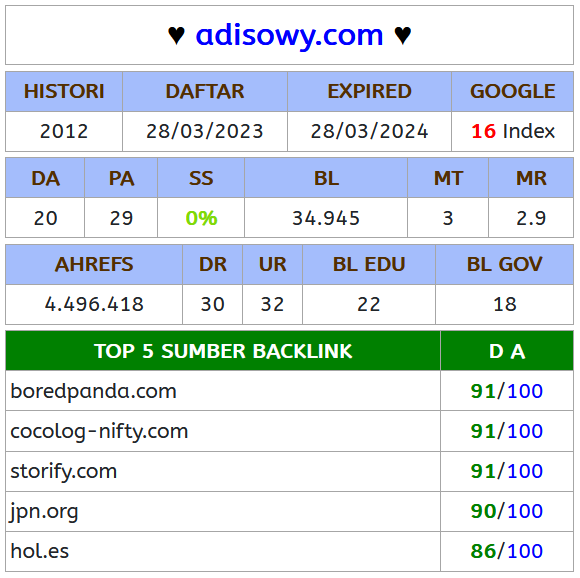 ♥ adisowy.com ♥
HISTORI DAFTAR EXPIRED GOOGLE
2012 28/03/2023 28/03/2024 16 Index
DA PA SS BL MT MR
20 29 0% 34.945 3 2.9
AHREFS DR UR BL EDU BL GOV
4.496.418 30 32 22 18
TOP 5 SUMBER BACKLINK D A
boredpanda.com 91/100
cocolog-nifty.com 91/100
storify.com 91/100
jpn.org 90/100
hol.es 86/100